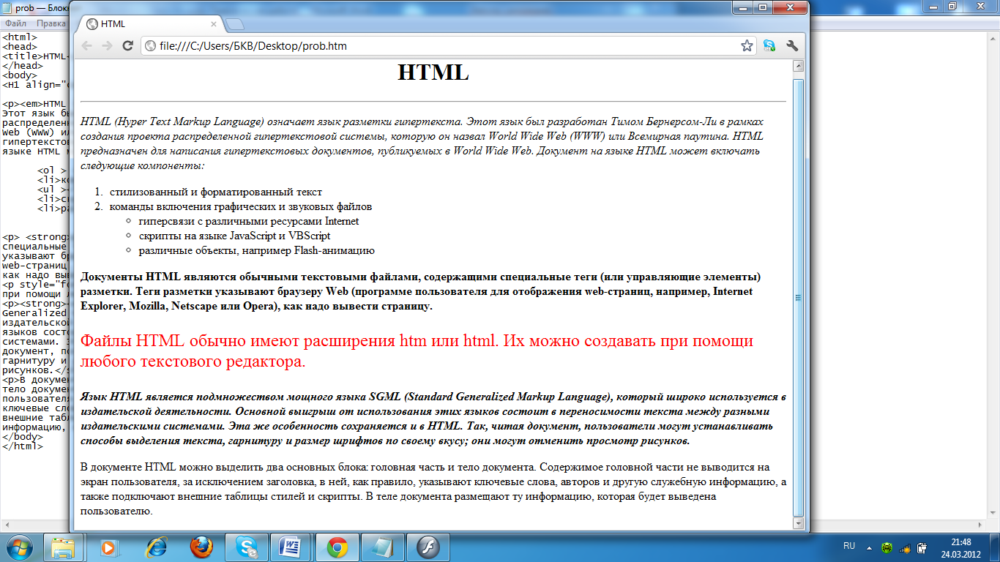 prob — Блокн
Файл Правка
<html>
<head>
<title>HTML<
</head>
<body>
<H1 align="c
<p><em>HTML
Этот язык бы
распределенн
Web (WWW) ил
гипертекстов
языке HTML м
<ol >
<li>ко
<ul >
<li>ск
<li>ра
<p> <strong>
специальные
указывают бр
web-страниц
как надо выв
<p style="fo
при помощи л
<p><strong><
Generalized
издательской
языков состо
системами. Э
документ, по
гарнитуру и
рисунков.</s
<p>В докумен
тело докумен
пользователя
ключевые сло
внешние табл
информацию,
</body>
</html>
HTML
file:///C:/Users/БКВ/Desktop/prob.htm
HTML
HTML (Hyper Text Markup Language) означает язык разметки гипертекста. Этот язык был разработан Тимом Бернерсом-Ли в рамках
создания проекта распределенной гипертекстовой системы, которую он назвал World Wide Web (WWW) или Всемирная паутина. HTML
предназначен для написания гипертекстовых документов, публикуемых в World Wide Web. Документ на языке HTML может включать
следующие компоненты:
1. стилизованный и форматированный текст
2. команды включения графических и звуковых файлов
гиперсвязи с различными ресурсами Internet
скрипты на языке JavaScript и VBScript
различные объекты, например Flash-анимацию
Документы HTML являются обычными текстовыми файлами, содержащими специальные теги (или управляющие элементы)
разметки. Теги разметки указывают браузеру Web (программе пользователя для отображения web-страниц, например, Internet
Explorer, Mozilla, Netscape или Opera), как надо вывести страницу.
Файлы HTML обычно имеют расширения htm или html. Их можно создавать при помощи
любого текстового редактора.
Язык HTML является подмножеством мощного языка SGML (Standard Generalized Markup Language), который широко используется в
издательской деятельности. Основной выигрыш от использования этих языков состоит в переносимости текста между разными
издательскими системами. Эта же особенность сохраняется и в HTML. Так, читая документ, пользователи могут устанавливать
способы выделения текста, гарнитуру и размер шрифтов по своему вкусу; они могут отменить просмотр рисунков.
В документе HTML можно выделить два основных блока: головная часть и тело документа. Содержимое головной части не выводится на
экран пользователя, за исключением заголовка, в ней, как правило, указывают ключевые слова, авторов и другую служебную информацию, а
также подключают внешние таблицы стилей и скрипты. В теле документа размещают ту информацию, которая будет выведена
пользователю.
RU
21:48
24.03.2012